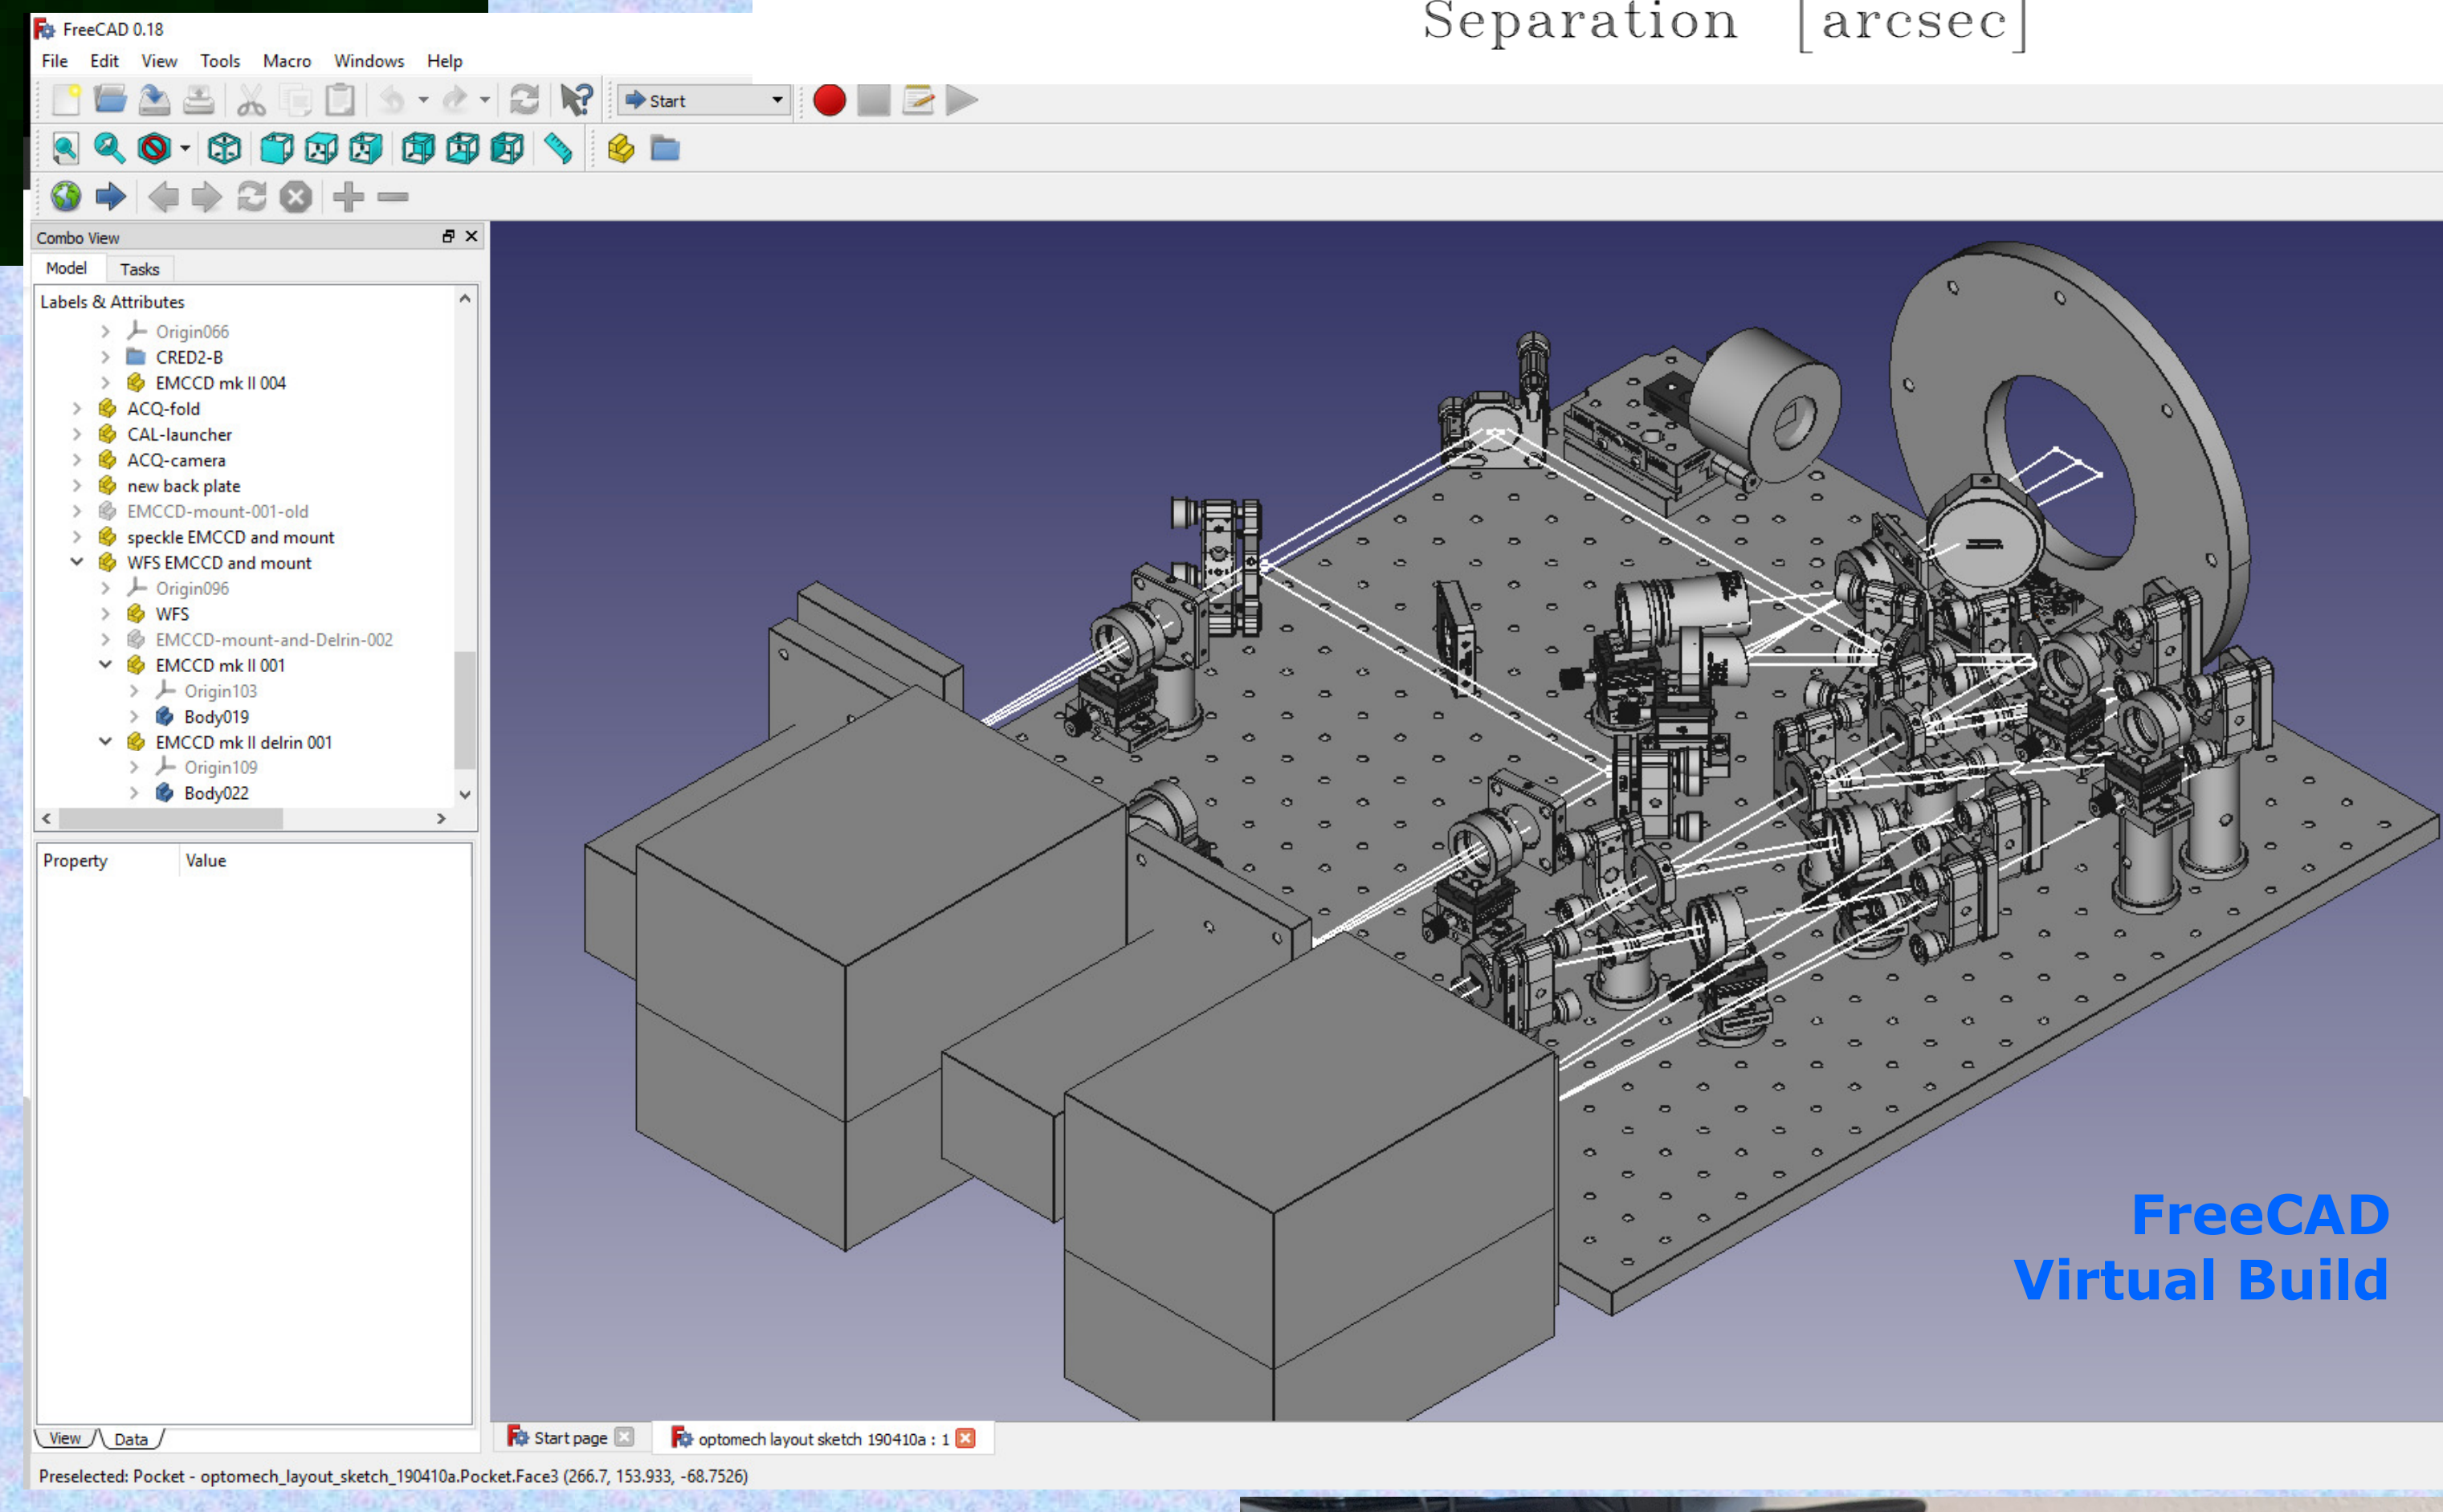 Separation [arcsec]
FreeCAD 0.18
File Edit View Tools Macro Windows Help
Start
Combo View
Model Tasks
Labels & Attributes
Origin066
CRED2-B
EMCCD mk II 004
ACQ-fold
CAL-launcher
ACQ-camera
new back plate
EMCCD-mount-001-old
speckle EMCCD and mount
WFS EMCCD and mount
Origin096
WFS
EMCCD-mount-and-Delrin-002
EMCCD mk II 001
Origin103
Body019
EMCCD mk II delrin 001
Origin109
Body022
Property Value
FreeCAD
Virtual Build
View Data
Start page optomech layout sketch 190410a : 1
Preselected: Pocket - optomech_layout_sketch_190410a.Pocket.Face3 (266.7, 153.933, -68.7526)